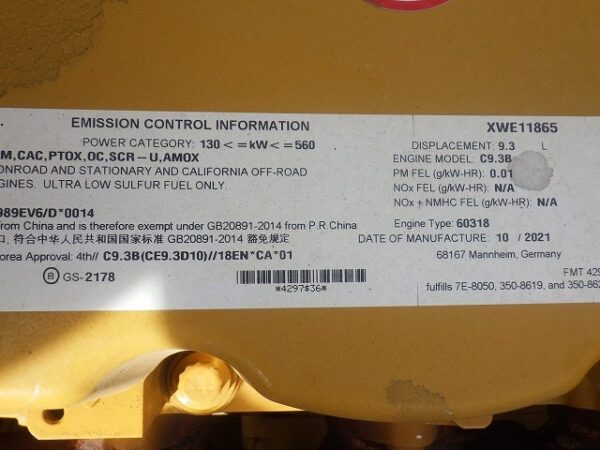 EMISSION CONTROL INFORMATION
XWE11865
POWER CATEGORY: 130 < =kW< =560
DISPLACEMENT: 9.3 L
M,CAC,PTOX,OC,SCR-U,AMOX
ENGINE MODEL: C9.3B
ONROAD AND STATIONARY AND CALIFORNIA OFF-ROAD
PM FEL (g/kW-HR): 0.01
GINES. ULTRA LOW SULFUR FUEL ONLY.
NOx FEL (g/kW-HR): N/A
NOx + NMHC FEL (g/kW-HR): N/A
989EV6/D*0014
from China and is therefore exempt under GB20891-2014 from P.R.China
Engine Type: 60318
口, 符合中华人民共和国国家标准 GB20891-2014 豁免规定
DATE OF MANUFACTURE: 10 / 2021
orea Approval: 4th// C9.3B(CE9.3D10)//18EN*CA*01
68167 Mannheim, Germany
自 GS-2178
FMT 429
*4297$36*
fulfills 7E-8050, 350-8619, and 350-862